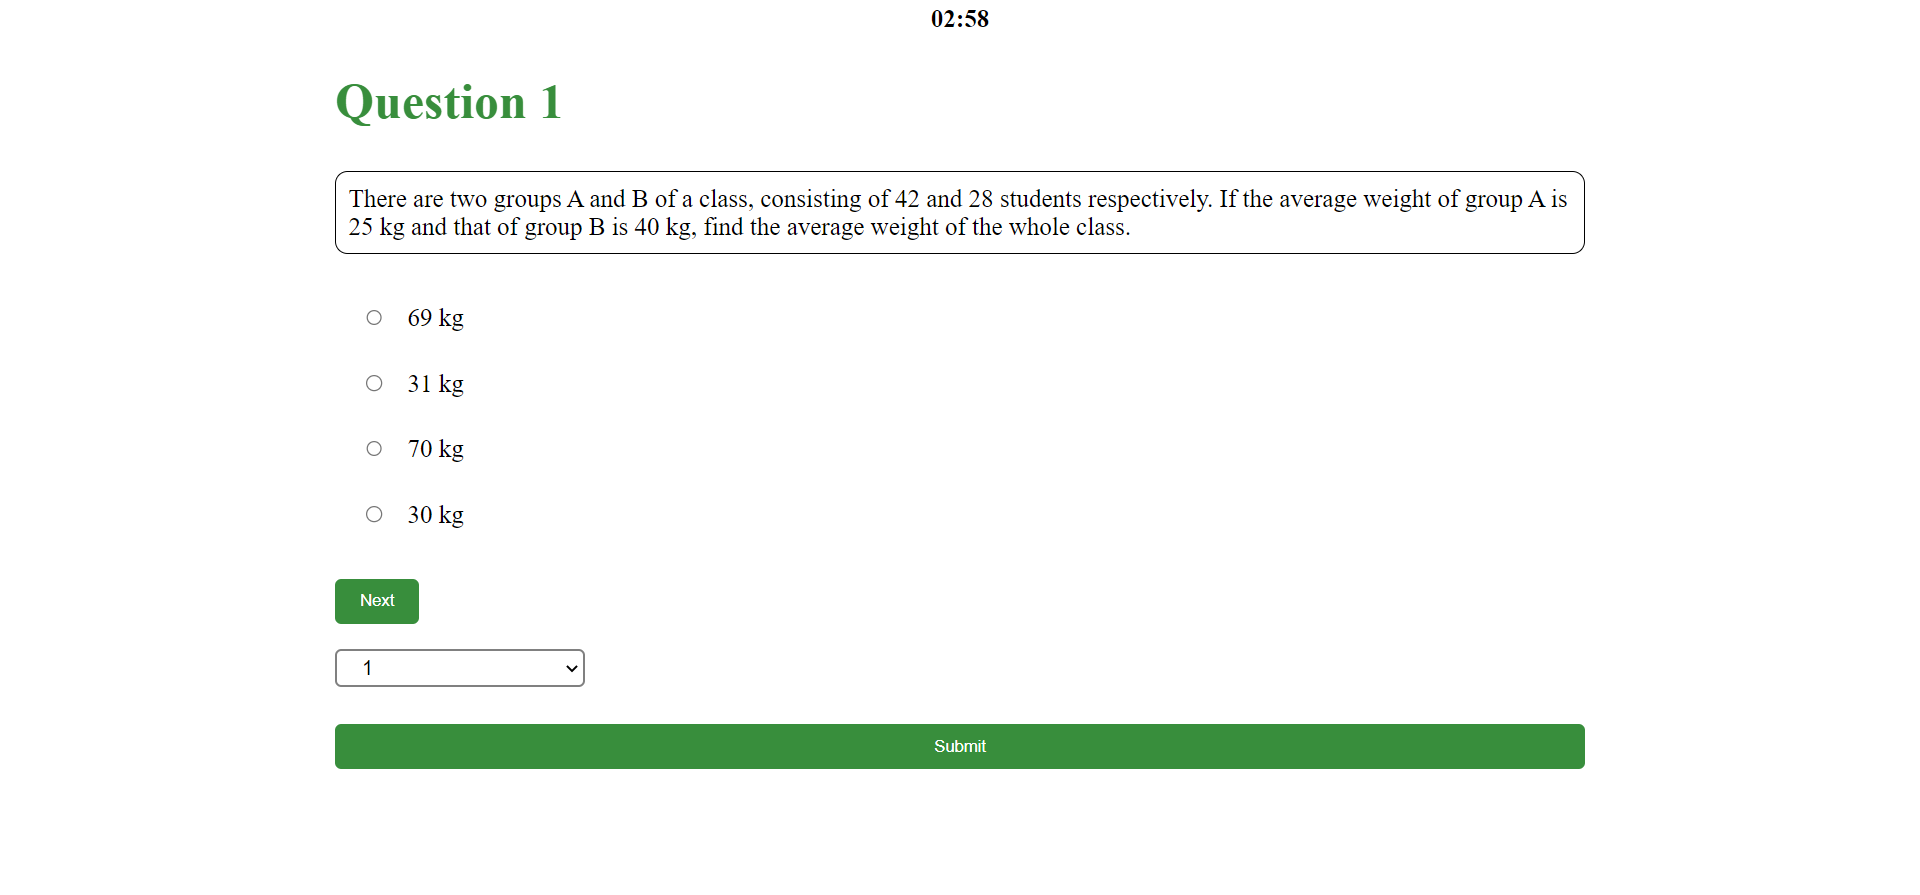 02:58
Question 1
There are two groups A and B of a class, consisting of 42 and 28 students respectively. If the average weight of group A is
25 kg and that of group B is 40 kg, find the average weight of the whole class.
69 kg
31 kg
70 kg
30 kg
Next
1
Submit